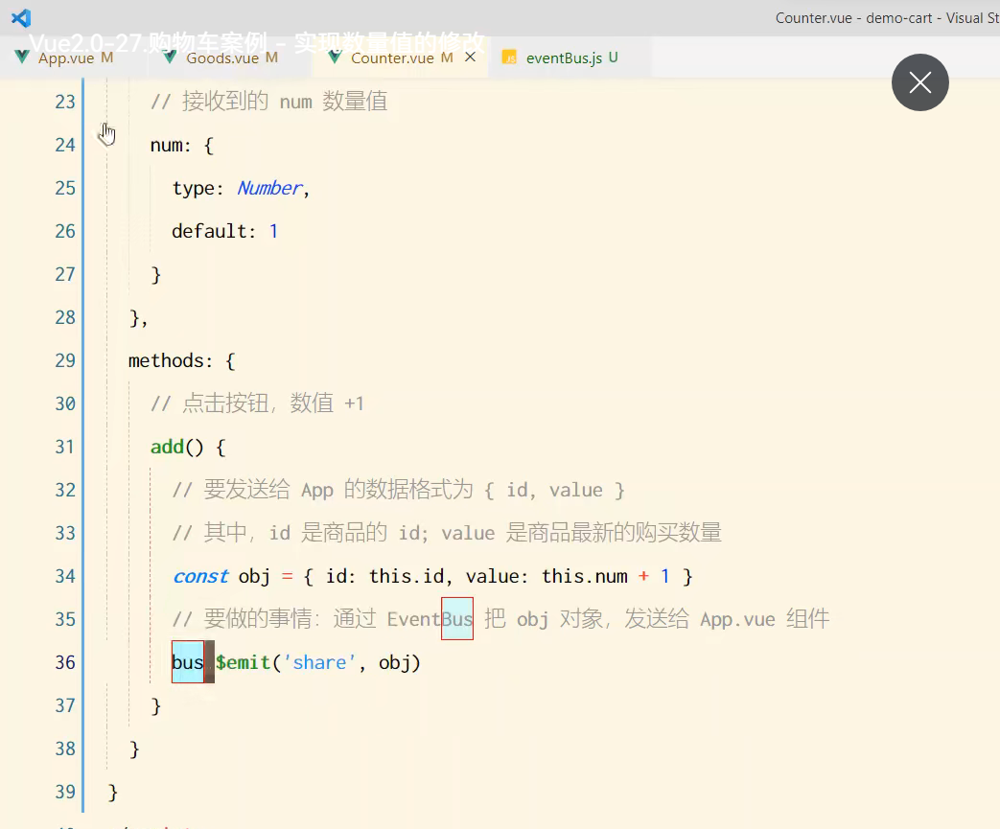 Counter.vue - demo-cart - Visual St
Vue2.0-27.购物车案例 - 实现数量值的修改
App.vue M
Goods.vue M
Counter.vue M
JS eventBus.js U
23 // 接收到的 num 数量值
24 num: {
25 type: Number,
26 default: 1
27 }
28 },
29 methods: {
30 // 点击按钮，数值 +1
31 add() {
32 // 要发送给 App 的数据格式为 { id, value }
33 // 其中，id 是商品的 id; value 是商品最新的购买数量
34 const obj = { id: this.id, value: this.num + 1 }
35 // 要做的事情：通过 EventBus 把 obj 对象，发送给 App.vue 组件
36 bus.$emit('share', obj)
37 }
38 }
39 }